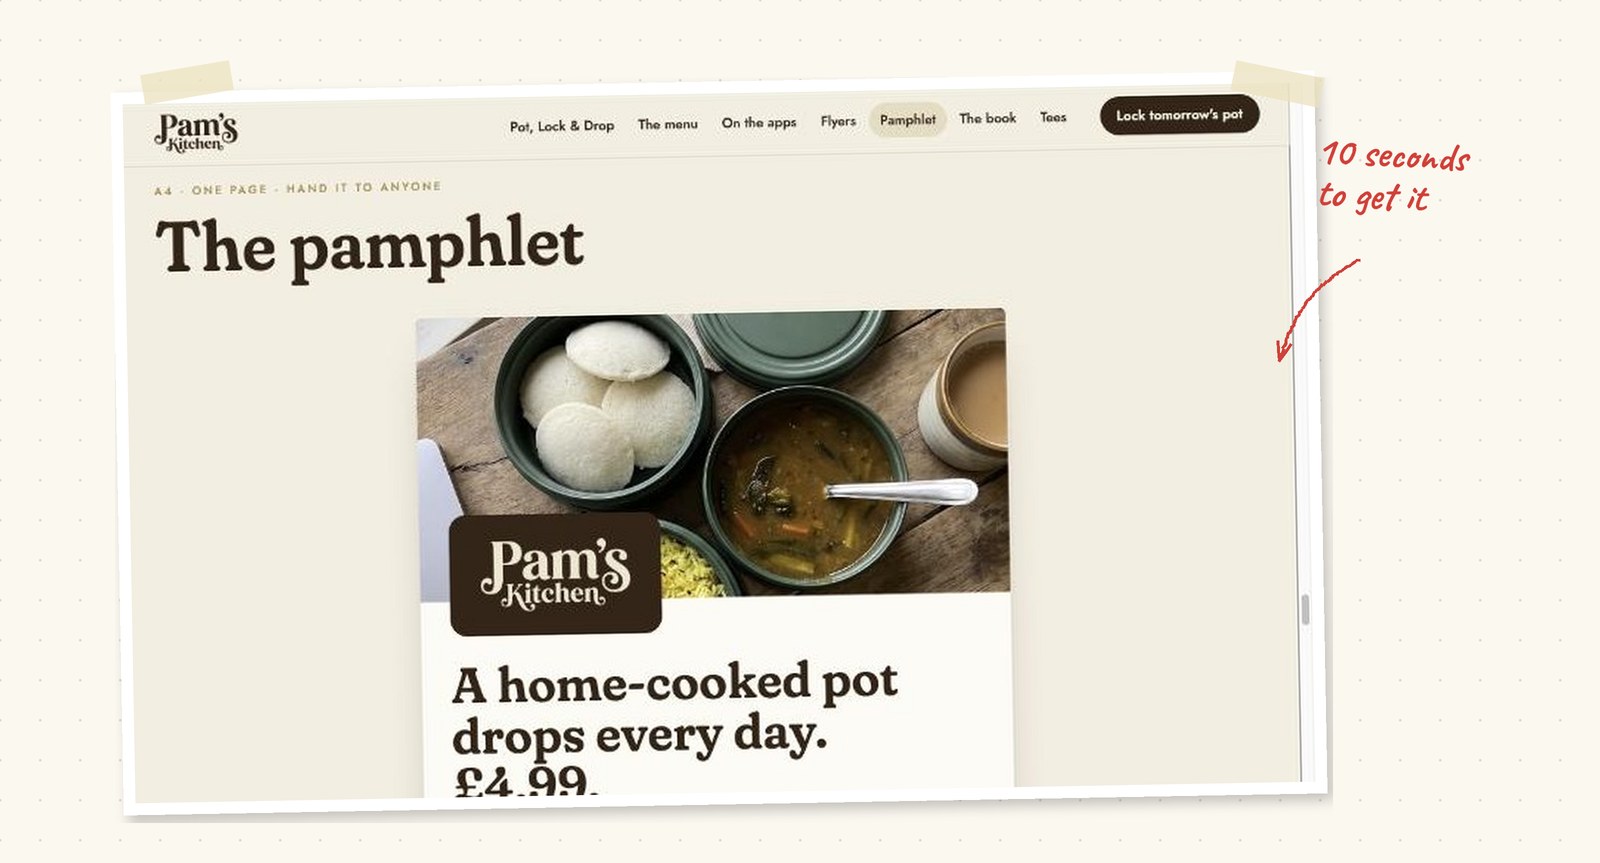 Pam's
Kitchen
Pot, Lock & Drop
The menu
On the apps
Flyers
Pamphlet
The book
Tees
Lock tomorrow's pot
10 seconds
to get it
A4 · ONE PAGE · HAND IT TO ANYONE
The pamphlet
Pam's
Kitchen
A home-cooked pot
drops every day.
£4.99.